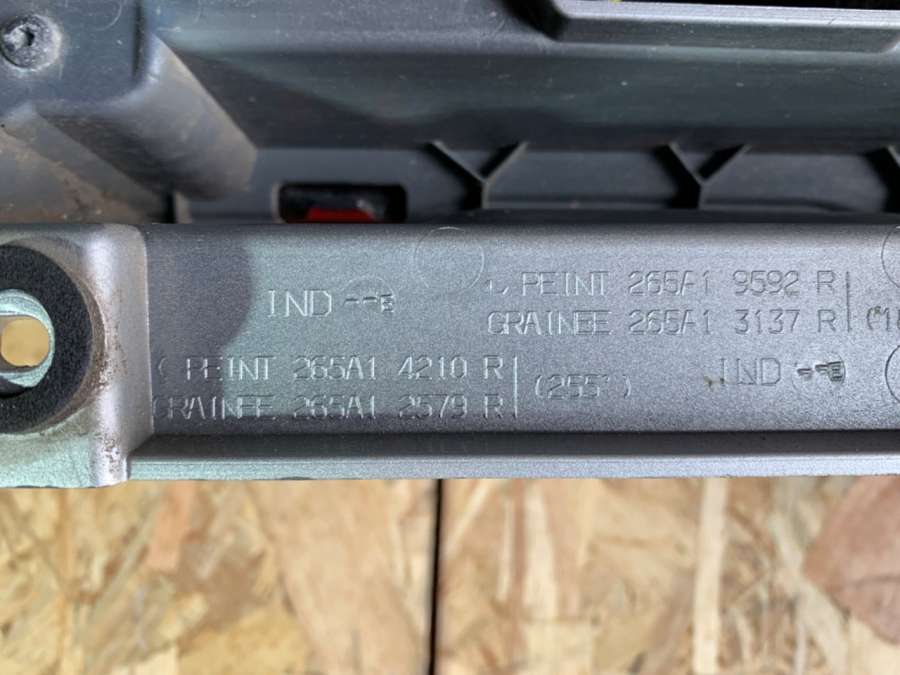 PEINT 265A1 9592 R
GRAINEE 265A1 3137 R
IND --B
PEINT 265A1 4210 R
GRAINEE 265A1 2579 R
(255°)
IND --B